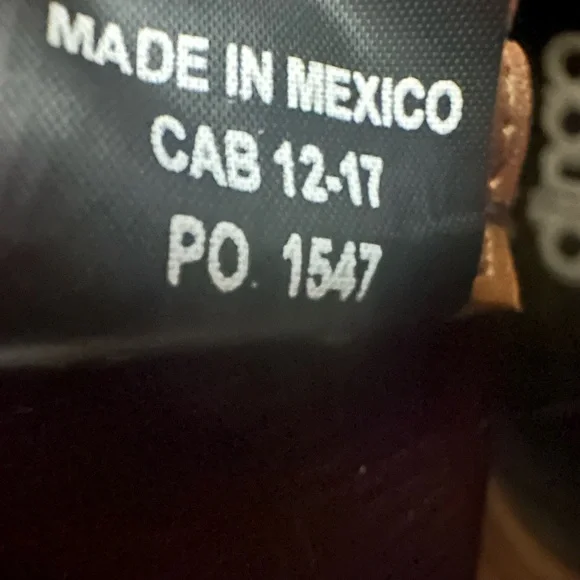 MADE IN MEXICO
CAB 12-17
PO. 1547